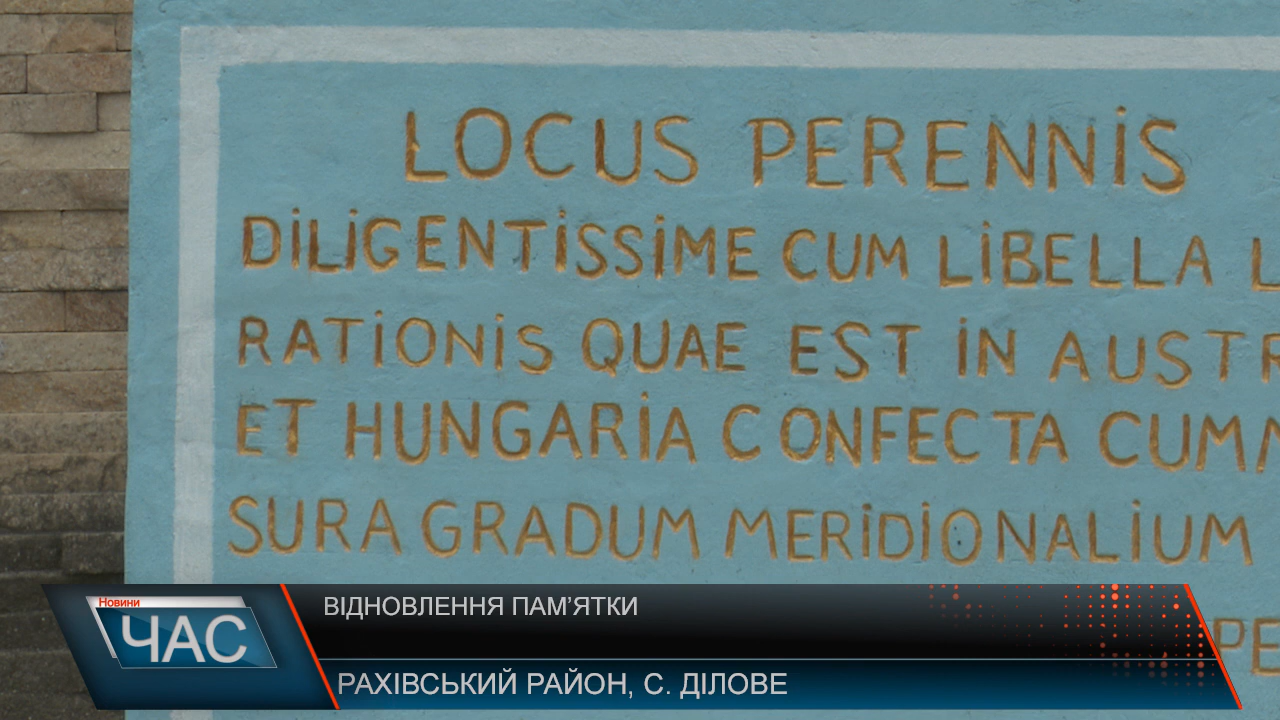 LOCUS PERENNIS
DILIGENTISSIME CUM LIBELLA
RATIONIS QUAE EST IN AUSTR
ET HUNGARIA CONFECTA CUM
SURA GRADUM MERIDIONALIUM
PE
Новини
ЧАС
ВІДНОВЛЕННЯ ПАМ’ЯТКИ
РАХІВСЬКИЙ РАЙОН, С. ДІЛОВЕ